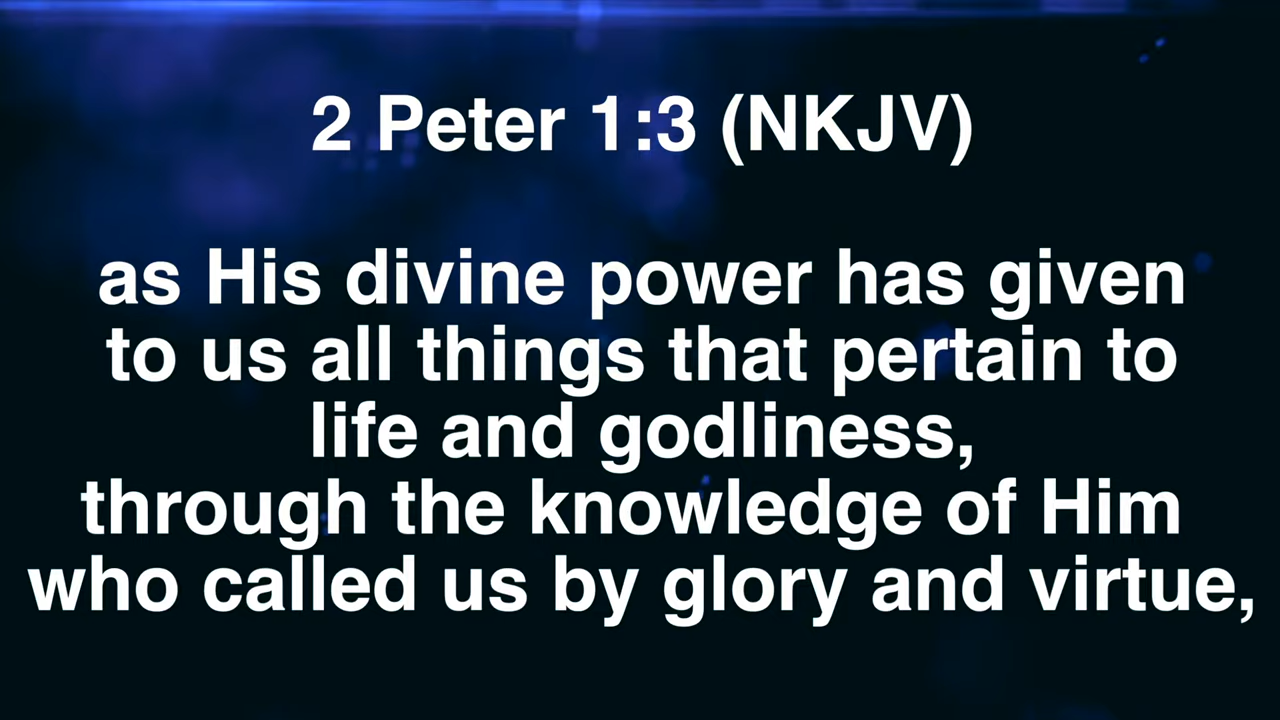 2 Peter 1:3 (NKJV)
as His divine power has given
to us all things that pertain to
life and godliness,
through the knowledge of Him
who called us by glory and virtue,